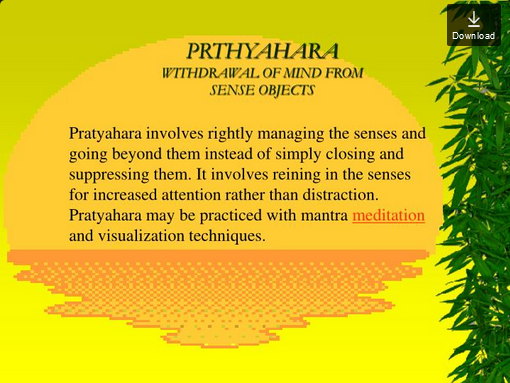 Download
PRTHYAHARA
WITHDRAWAL OF MIND FROM
SENSE OBJECTS
Pratyahara involves rightly managing the senses and
going beyond them instead of simply closing and
suppressing them. It involves reining in the senses
for increased attention rather than distraction.
Pratyahara may be practiced with mantra meditation
and visualization techniques.